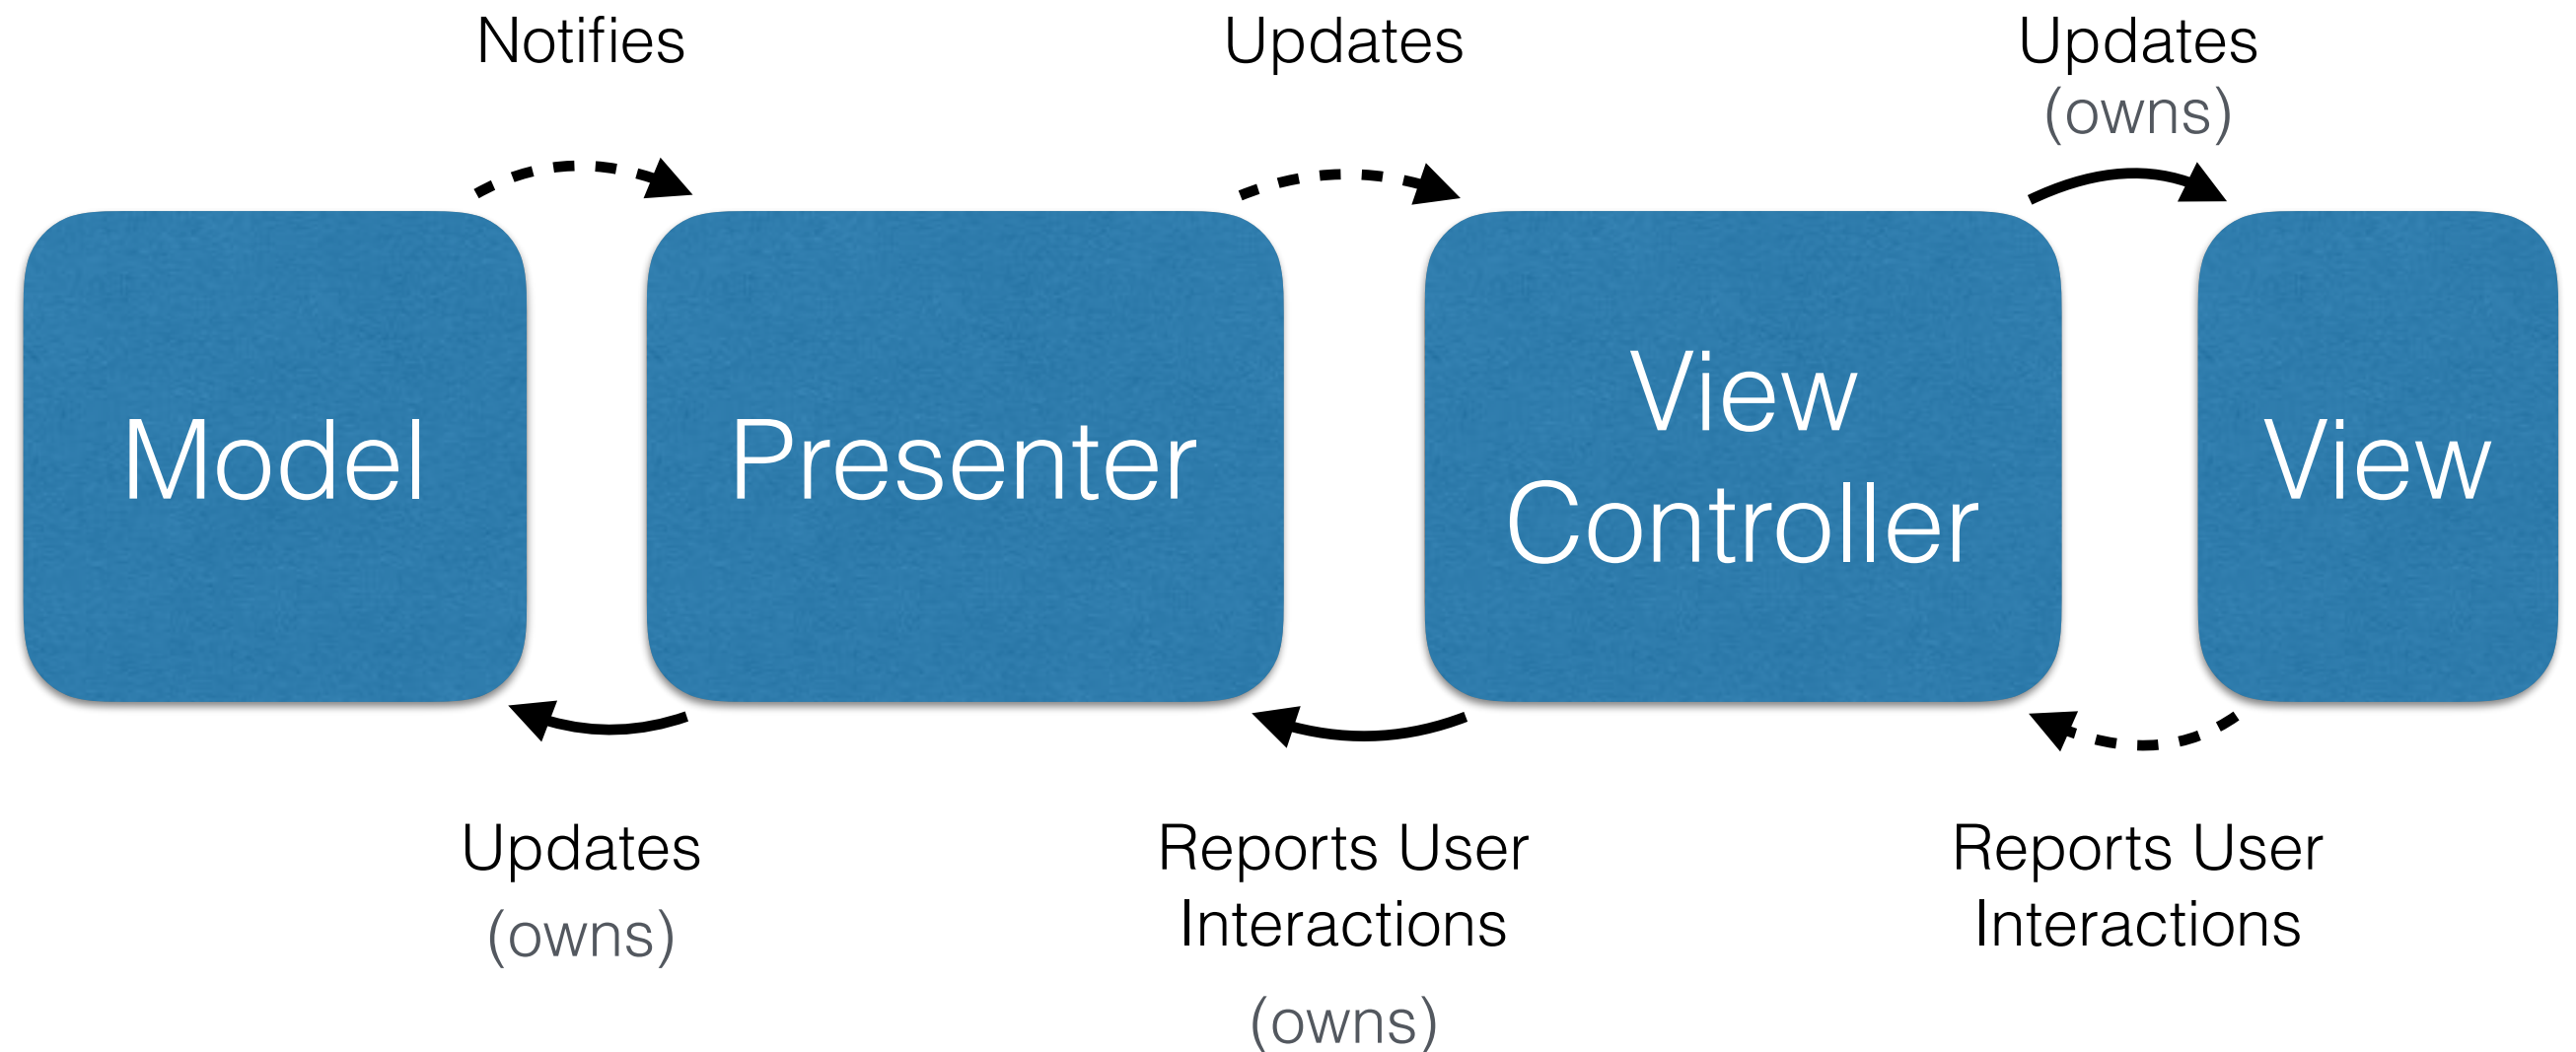 Notifies
Updates
Updates
(owns)
Model
Presenter
View
Controller
View
Updates
(owns)
Reports User
Interactions
(owns)
Reports User
Interactions